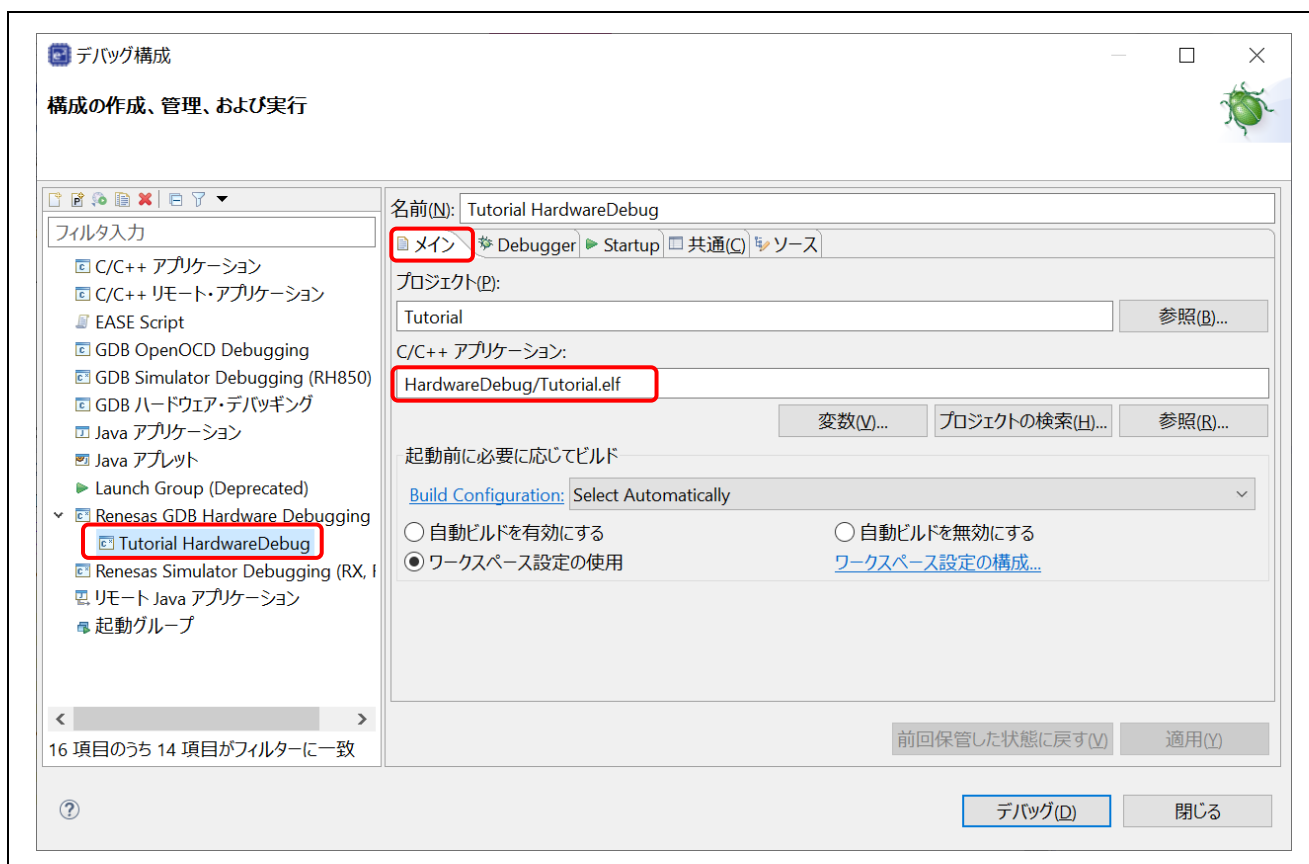 デバッグ構成
構成の作成、管理、および実行
フィルタ入力
C/C++ アプリケーション
C/C++ リモート・アプリケーション
EASE Script
GDB OpenOCD Debugging
GDB Simulator Debugging (RH850)
GDB ハードウェア・デバッギング
Java アプリケーション
Java アプレット
Launch Group (Deprecated)
Renesas GDB Hardware Debugging
Tutorial HardwareDebug
Renesas Simulator Debugging (RX,
リモート Java アプリケーション
起動グループ
16 項目のうち 14 項目がフィルターに一致
名前(N): Tutorial HardwareDebug
メイン Debugger Startup 共通(C) ソース
プロジェクト(P):
Tutorial 参照(B)...
C/C++ アプリケーション:
HardwareDebug/Tutorial.elf
変数(V)... プロジェクトの検索(H)... 参照(R)...
起動前に必要に応じてビルド
Build Configuration: Select Automatically
自動ビルドを有効にする 自動ビルドを無効にする
ワークスペース設定の使用 ワークスペース設定の構成...
前回保管した状態に戻す(V) 適用(Y)
デバッグ(D) 閉じる